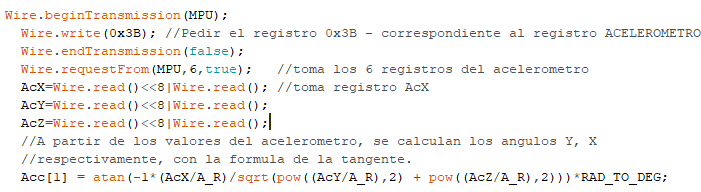 Wire.beginTransmission(MPU);
Wire.write(0x3B); //Pedir el registro 0x3B - correspondiente al registro ACELEROMETRO
Wire.endTransmission(false);
Wire.requestFrom(MPU,6,true);   //toma los 6 registros del acelerometro
AcX=Wire.read()<<8|Wire.read(); //toma registro AcX
AcY=Wire.read()<<8|Wire.read();
AcZ=Wire.read()<<8|Wire.read();
//A partir de los valores del acelerometro, se calculan los angulos Y, X
//respectivamente, con la formula de la tangente.
Acc[1] = atan(-1*(AcX/A_R)/sqrt(pow((AcY/A_R),2) + pow((AcZ/A_R),2)))*RAD_TO_DEG;